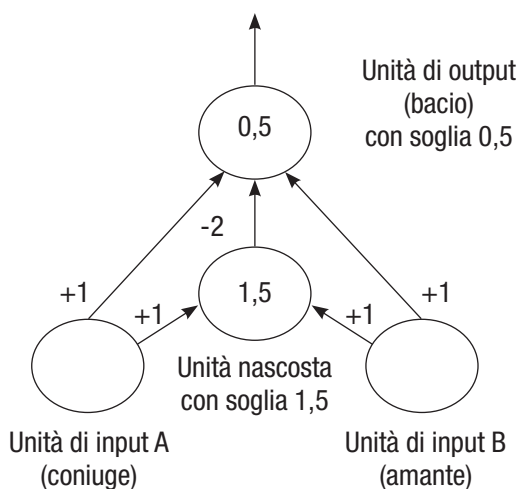 Unità di output
(bacio)
con soglia 0,5
0,5
-2
1,5
+1
+1
+1
+1
Unità nascosta
con soglia 1,5
Unità di input A
(coniuge)
Unità di input B
(amante)